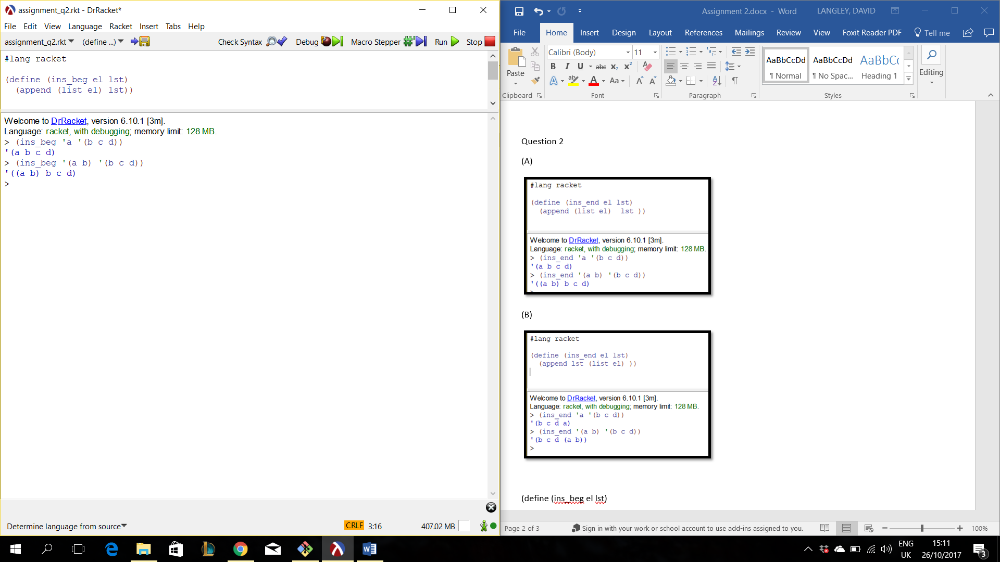 assignment_q2.rkt - DrRacket*
File Edit View Language Racket Insert Tabs Help
assignment_q2.rkt (define ...) Check Syntax Debug Macro Stepper Run Stop
#lang racket
(define (ins_beg el lst)
(append (list el) lst))
Welcome to DrRacket, version 6.10.1 [3m].
Language: racket, with debugging; memory limit: 128 MB.
> (ins_beg 'a '(b c d))
'(a b c d)
> (ins_beg '(a b) '(b c d))
'((a b) b c d)
>
Determine language from source CRLF 3:16 407.02 MB
Assignment 2.docx - Word LANGLEY, DAVID
File Home Insert Design Layout References Mailings Review View Foxit Reader PDF Tell me
Paste
Calibri (Body) 11
B I U abc x₂ x²
A ab A Aa A A
AaBbCcDd AaBbCcDd AaBbCc
¶ Normal ¶ No Spac... Heading 1
Editing
Clipboard Font Paragraph Styles
Question 2
(A)
#lang racket
(define (ins_end el lst)
(append (list el)  lst ))
Welcome to DrRacket, version 6.10.1 [3m].
Language: racket, with debugging; memory limit: 128 MB.
> (ins_end 'a '(b c d))
'(a b c d)
> (ins_end '(a b) '(b c d))
'((a b) b c d)
(B)
#lang racket
(define (ins_end el lst)
(append lst (list el) ))
Welcome to DrRacket, version 6.10.1 [3m].
Language: racket, with debugging; memory limit: 128 MB.
> (ins_end 'a '(b c d))
'(b c d a)
> (ins_end '(a b) '(b c d))
'(b c d (a b))
>
(define (ins_beg el lst)
Page 2 of 3 Sign in with your work or school account to use add-ins assigned to you. 100%
ENG
UK
15:11
26/10/2017
3